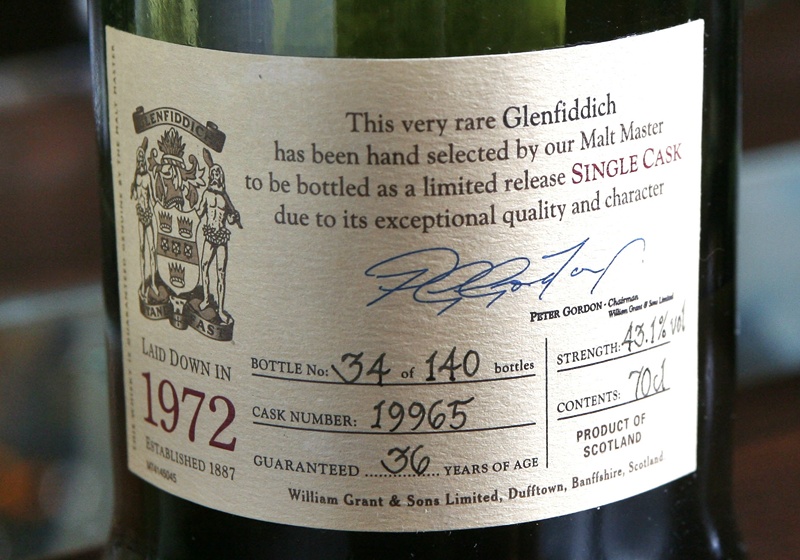 GLENFIDDICH
This very rare Glenfiddich
has been hand selected by our Malt Master
to be bottled as a limited release SINGLE CASK
due to its exceptional quality and character
PETER GORDON - Chairman
William Grant & Sons Limited
STAND FAST
LAID DOWN IN
1972
ESTABLISHED 1887
BOTTLE No: 34 of 140 bottles
CASK NUMBER: 19965
GUARANTEED 36 YEARS OF AGE
STRENGTH: 43.1% vol
CONTENTS: 70cl
PRODUCT OF
SCOTLAND
William Grant & Sons Limited, Dufftown, Banffshire, Scotland